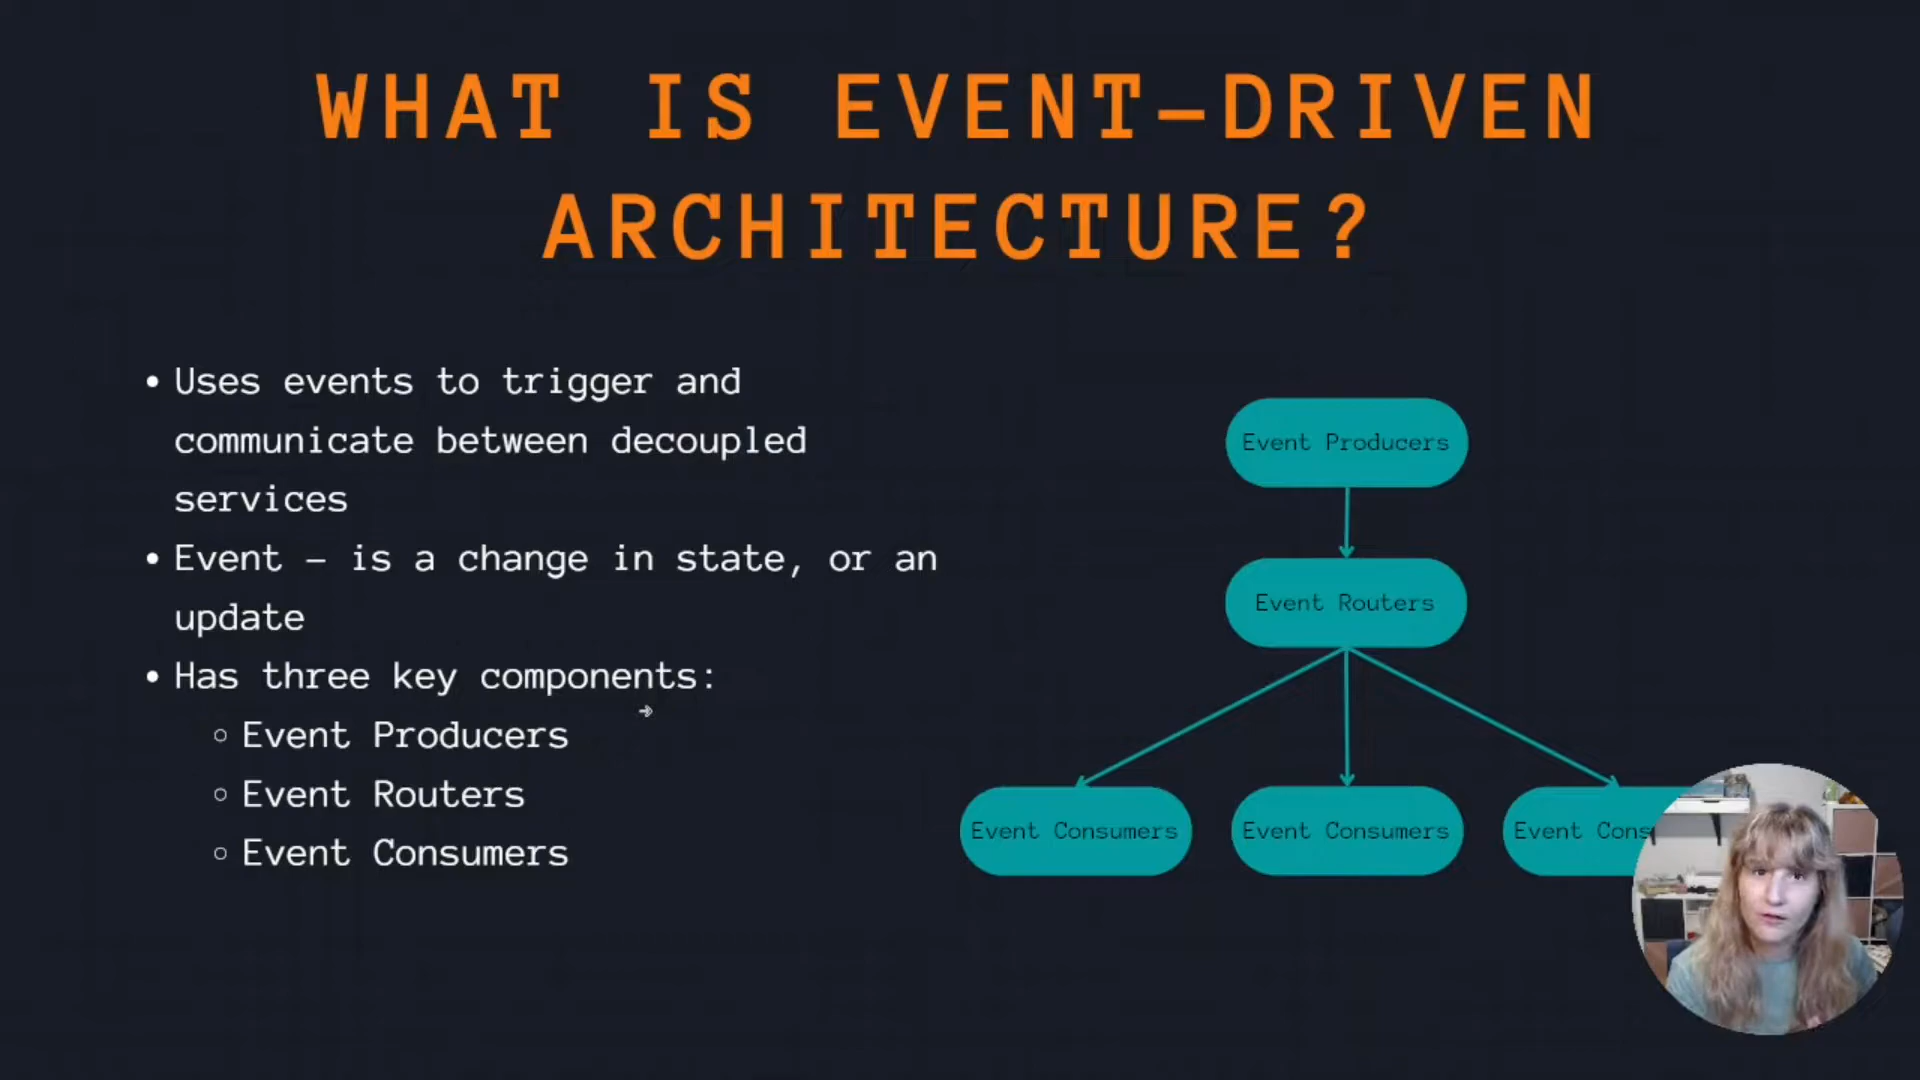 WHAT IS EVENT-DRIVEN
ARCHITECTURE?
• Uses events to trigger and
communicate between decoupled
services
• Event – is a change in state, or an
update
• Has three key components:
○ Event Producers
○ Event Routers
○ Event Consumers
Event Producers
Event Routers
Event Consumers
Event Consumers
Event Cons